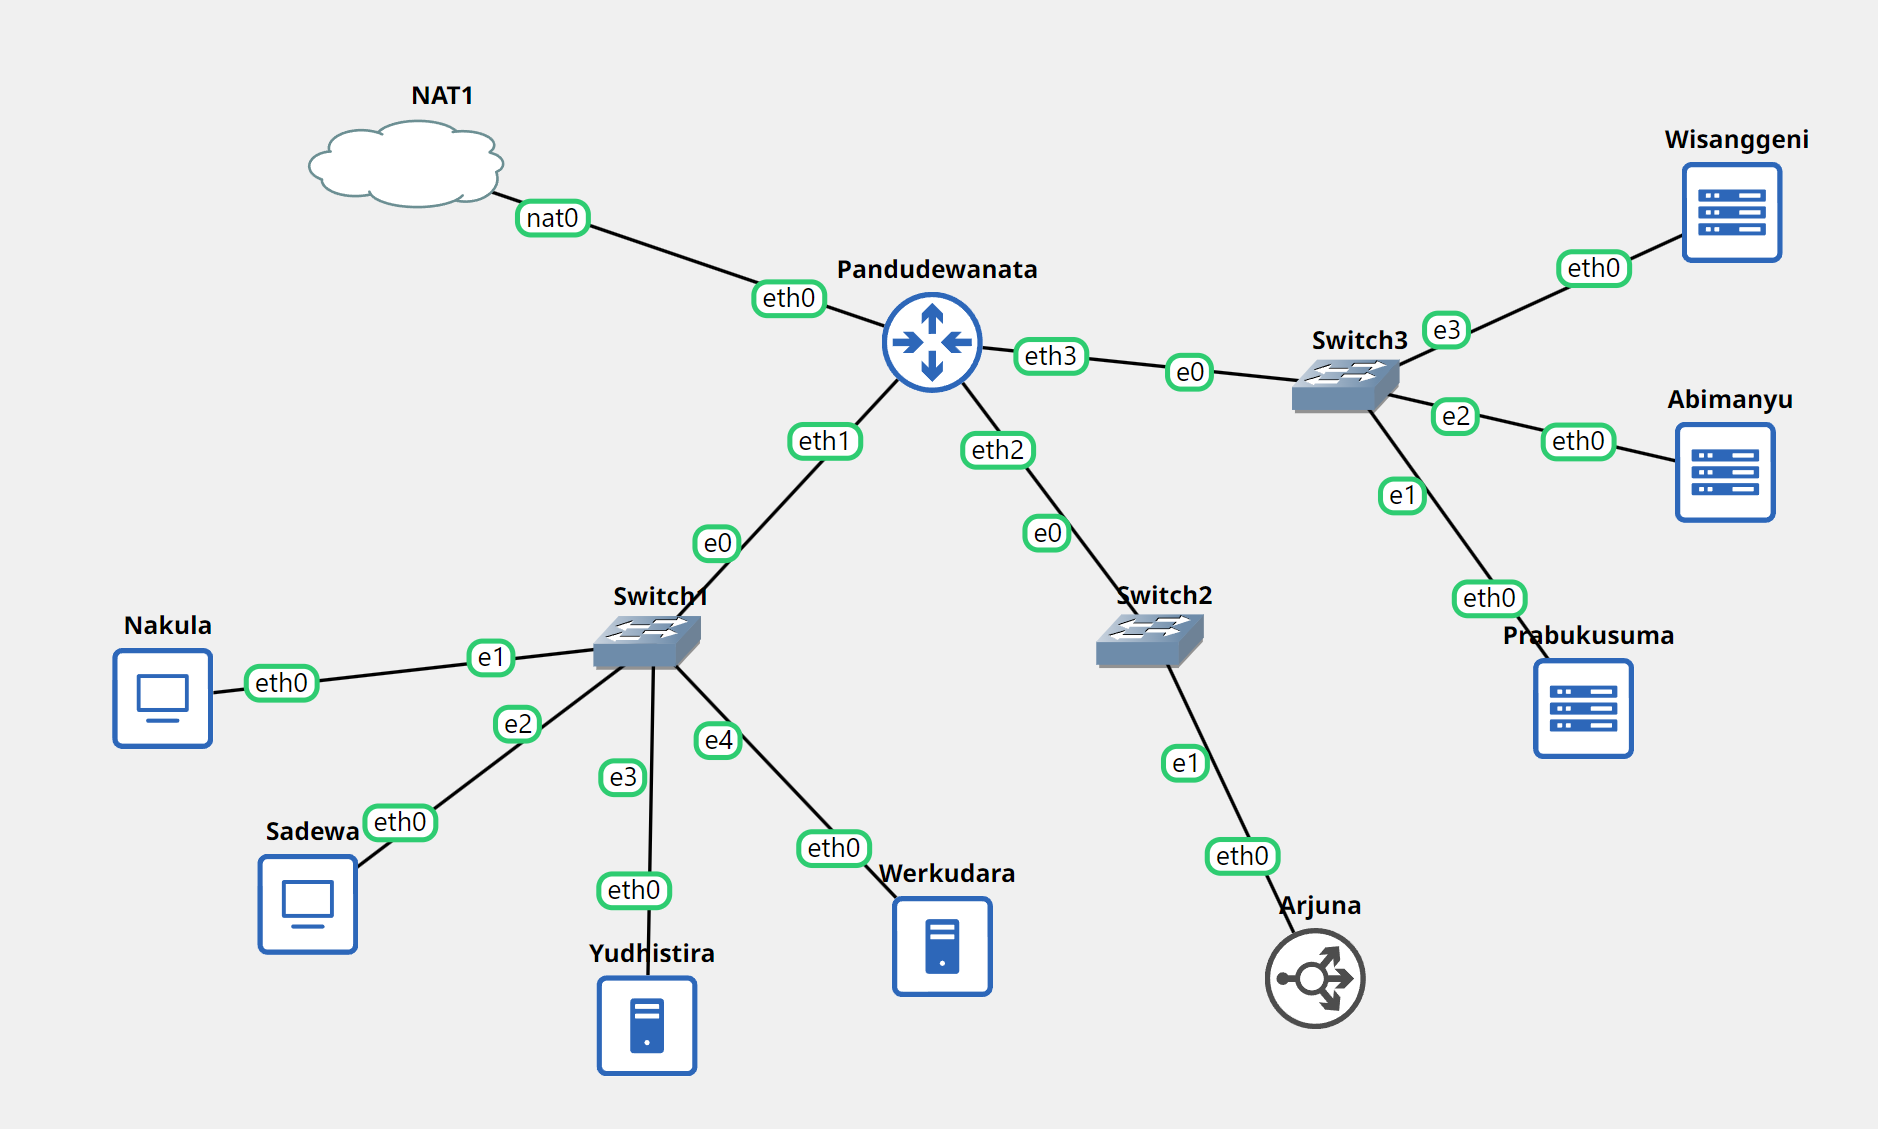 NAT1
nat0
eth0
Pandudewanata
eth3
e0
Switch3
e3
eth0
Wisanggeni
e2
eth0
Abimanyu
e1
eth0
Prabukusuma
eth1
e0
Switch1
eth2
e0
Switch2
e1
eth0
Arjuna
Nakula
eth0
e1
Sadewa
eth0
e2
e3
eth0
Yudhistira
e4
eth0
Werkudara